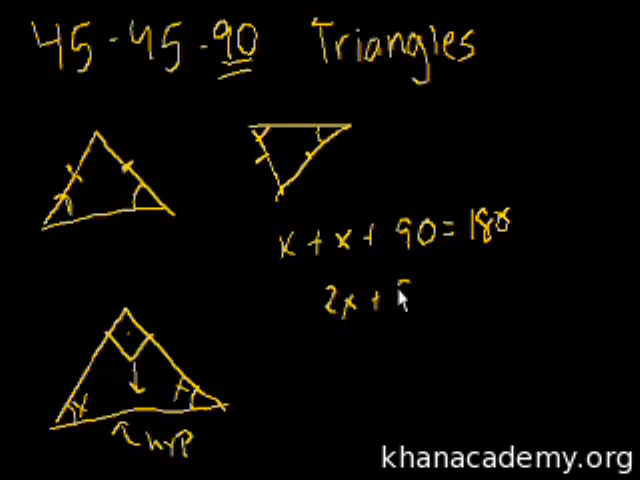 45-45-90 Triangles
x + x + 90 = 180
2x +
x x
hyp
khanacademy.org